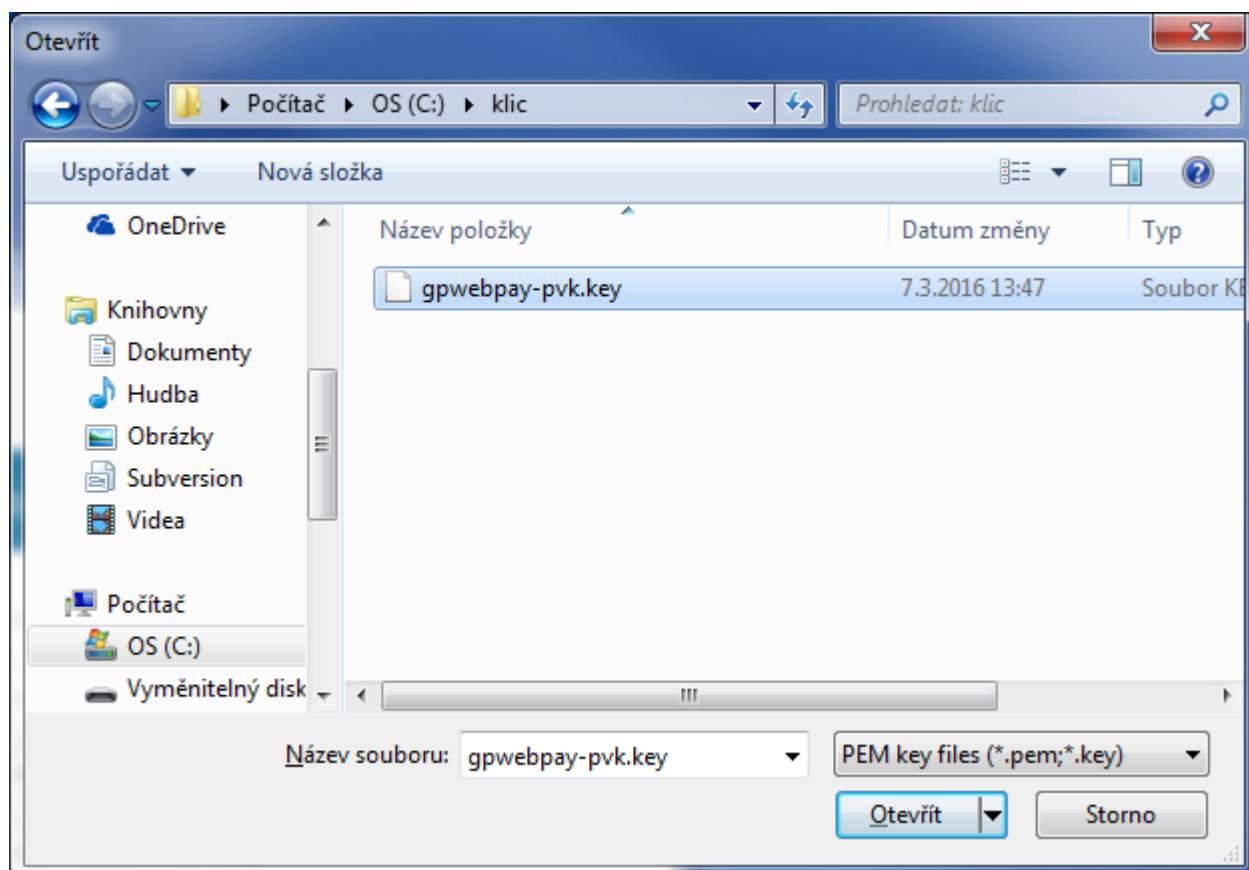 Otevřít
Počítač ▸ OS (C:) ▸ klic
Prohledat: klic
Uspořádat
Nová složka
OneDrive
Knihovny
Dokumenty
Hudba
Obrázky
Subversion
Videa
Počítač
OS (C:)
Vyměnitelný disk
Název položky Datum změny Typ
gpwebpay-pvk.key 7.3.2016 13:47 Soubor KE
Název souboru: gpwebpay-pvk.key PEM key files (*.pem;*.key)
Otevřít Storno